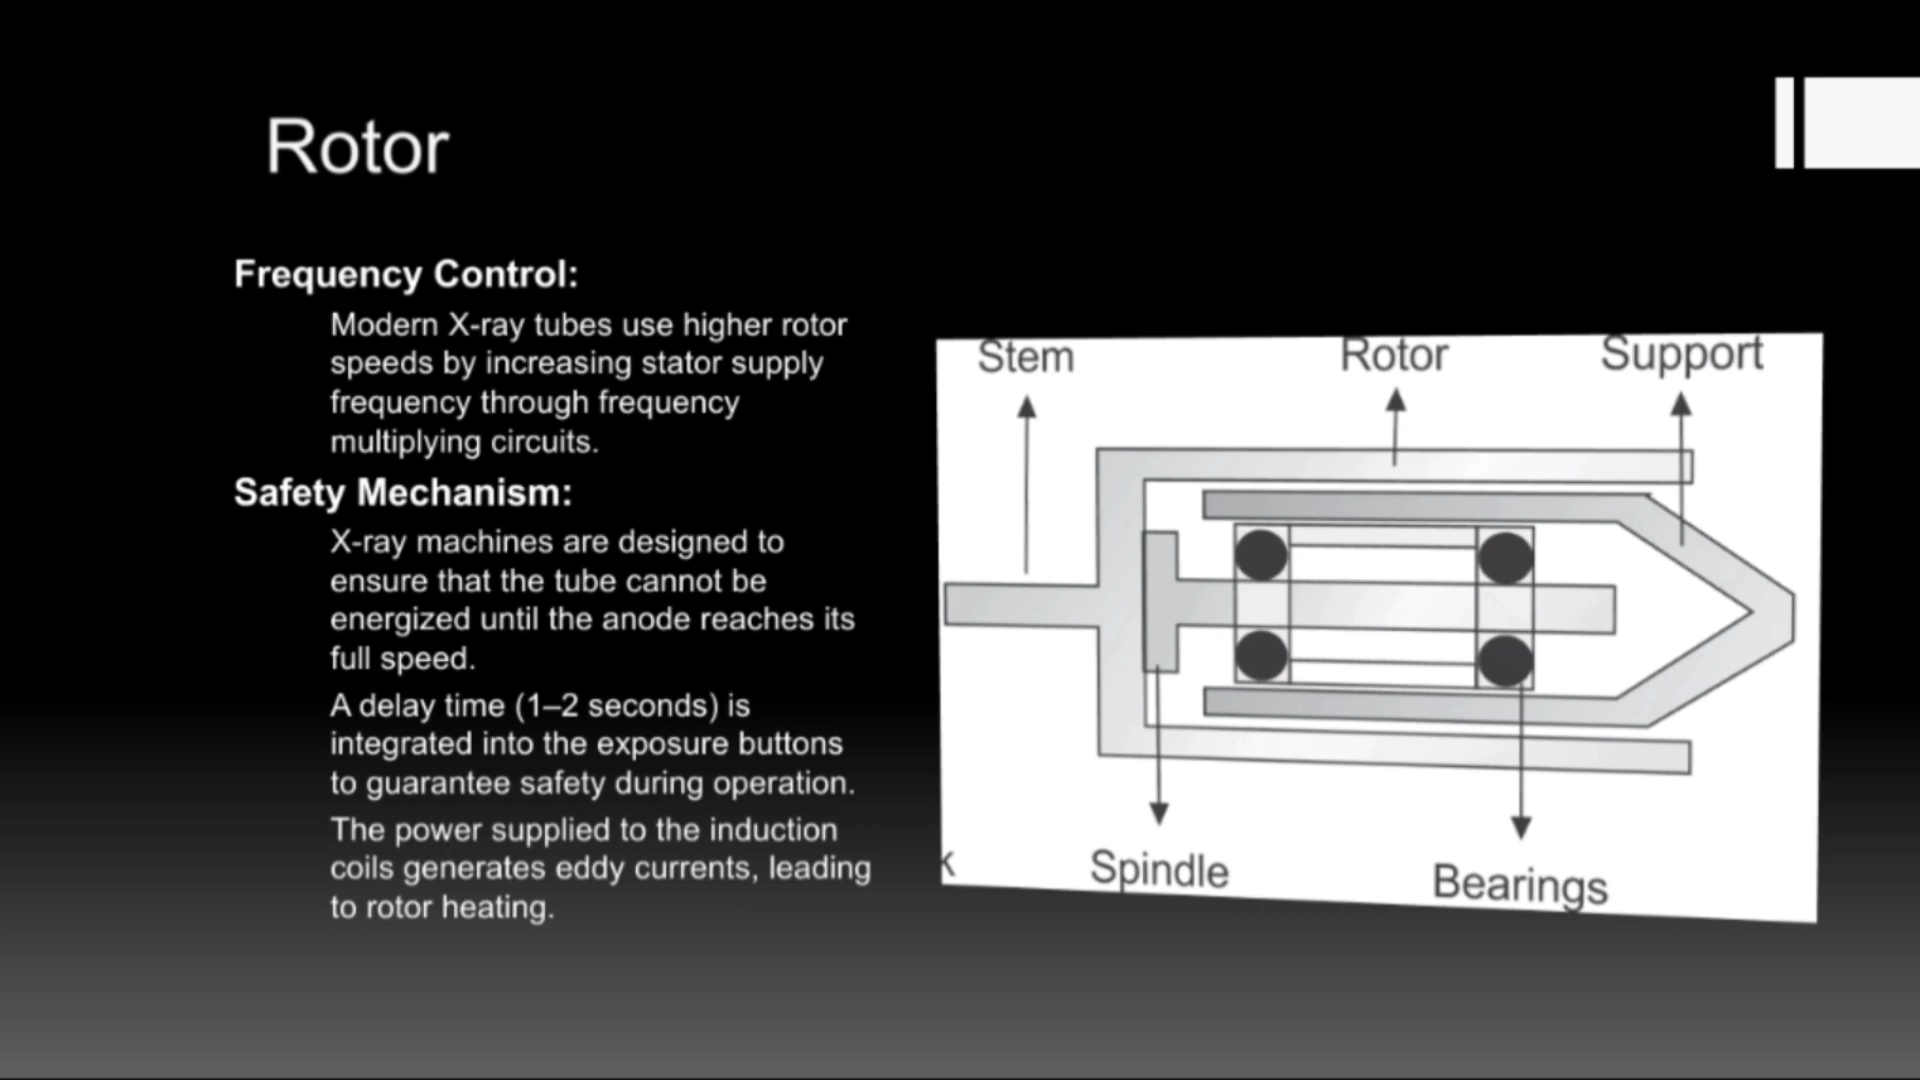 Rotor
Frequency Control:
Modern X-ray tubes use higher rotor
speeds by increasing stator supply
frequency through frequency
multiplying circuits.
Safety Mechanism:
X-ray machines are designed to
ensure that the tube cannot be
energized until the anode reaches its
full speed.
A delay time (1–2 seconds) is
integrated into the exposure buttons
to guarantee safety during operation.
The power supplied to the induction
coils generates eddy currents, leading
to rotor heating.
Stem Rotor Support
Spindle Bearings